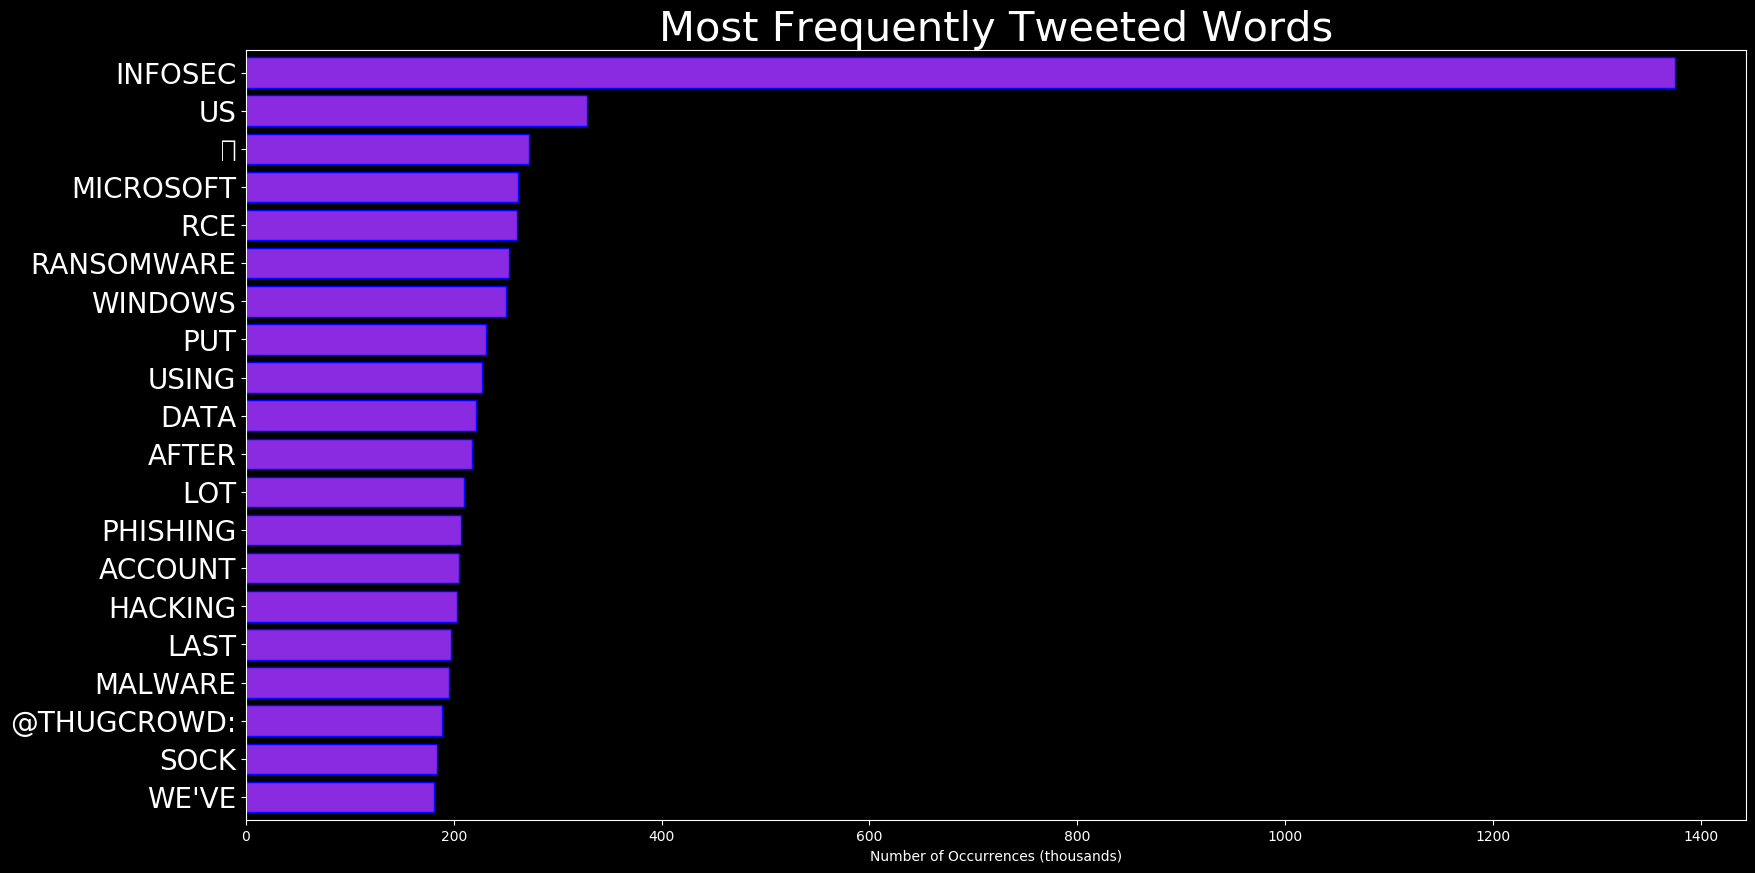 Most Frequently Tweeted Words
INFOSEC
US
MICROSOFT
RCE
RANSOMWARE
WINDOWS
PUT
USING
DATA
AFTER
LOT
PHISHING
ACCOUNT
HACKING
LAST
MALWARE
@THUGCROWD:
SOCK
WE'VE
0 200 400 600 800 1000 1200 1400
Number of Occurrences (thousands)